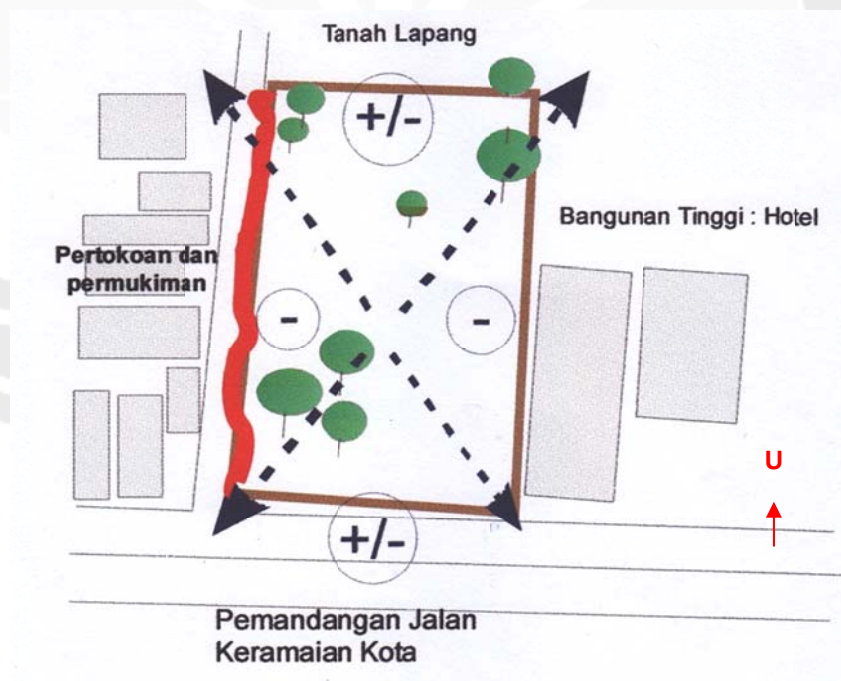 Tanah Lapang
+/-
Bangunan Tinggi : Hotel
Pertokoan dan
permukiman
-
-
U
+/-
Pemandangan Jalan
Keramaian Kota